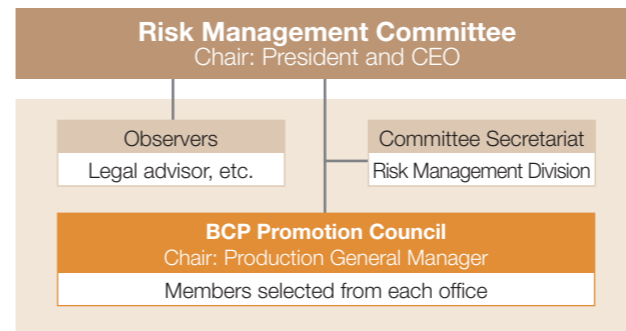 Risk Management Committee
Chair: President and CEO
Observers
Legal advisor, etc.
Committee Secretariat
Risk Management Division
BCP Promotion Council
Chair: Production General Manager
Members selected from each office